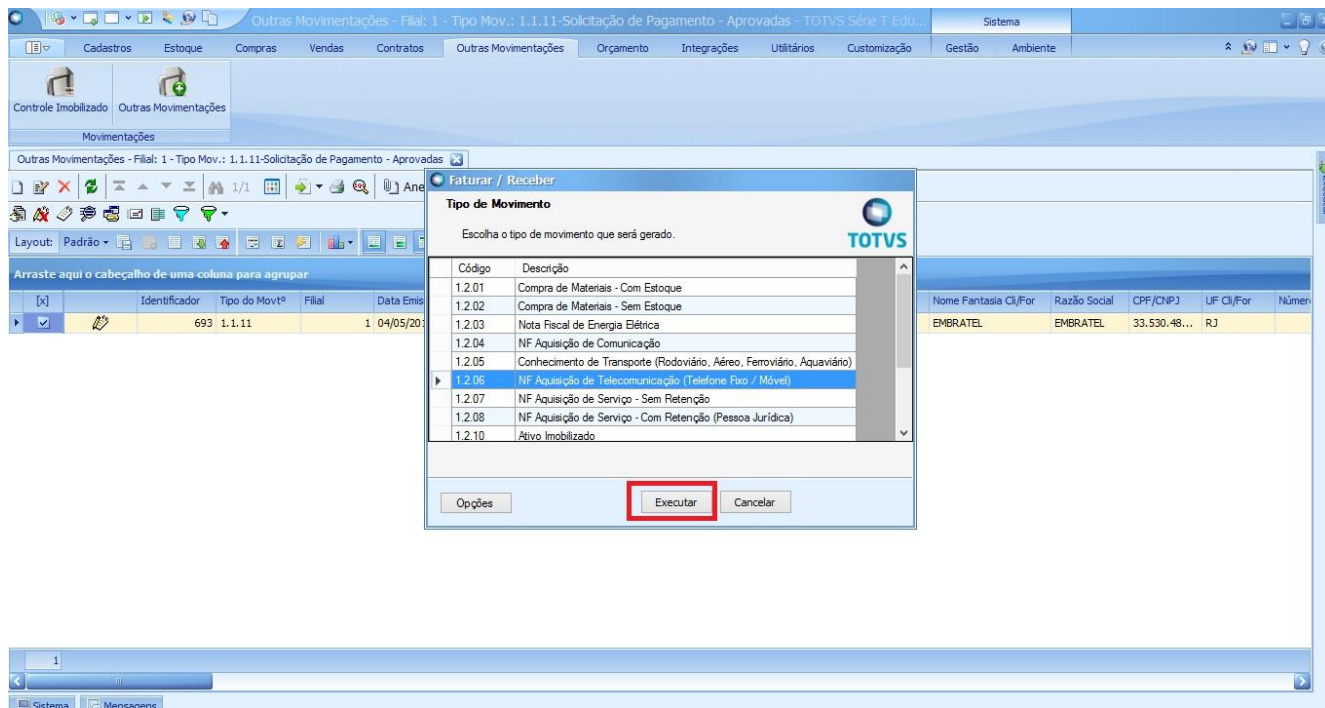 Outras Movimentações - Filial: 1 - Tipo Mov.: 1.1.11-Solicitação de Pagamento - Aprovadas - TOTVS Série T Edu...
Sistema
Cadastros Estoque Compras Vendas Contratos Outras Movimentações Orçamento Integrações Utilitários Customização Gestão Ambiente
Controle Imobilizado Outras Movimentações
Movimentações
Outras Movimentações - Filial: 1 - Tipo Mov.: 1.1.11-Solicitação de Pagamento - Aprovadas
1/1 Ane
Layout: Padrão
Arraste aqui o cabeçalho de uma coluna para agrupar
[x] Identificador Tipo do Movtº Filial Data Emis Nome Fantasia Cli/For Razão Social CPF/CNPJ UF Cli/For Númer
693 1.1.11 1 04/05/201 EMBRATEL EMBRATEL 33.530.48... RJ
Faturar / Receber
Tipo de Movimento
Escolha o tipo de movimento que será gerado.
TOTVS
Código Descrição
1.2.01 Compra de Materiais - Com Estoque
1.2.02 Compra de Materiais - Sem Estoque
1.2.03 Nota Fiscal de Energia Elétrica
1.2.04 NF Aquisição de Comunicação
1.2.05 Conhecimento de Transporte (Rodoviário, Aéreo, Ferroviário, Aquaviário)
1.2.06 NF Aquisição de Telecomunicação (Telefone Fixo / Móvel)
1.2.07 NF Aquisição de Serviço - Sem Retenção
1.2.08 NF Aquisição de Serviço - Com Retenção (Pessoa Jurídica)
1.2.10 Ativo Imobilizado
Opções Executar Cancelar
1
Sistema Mensagens